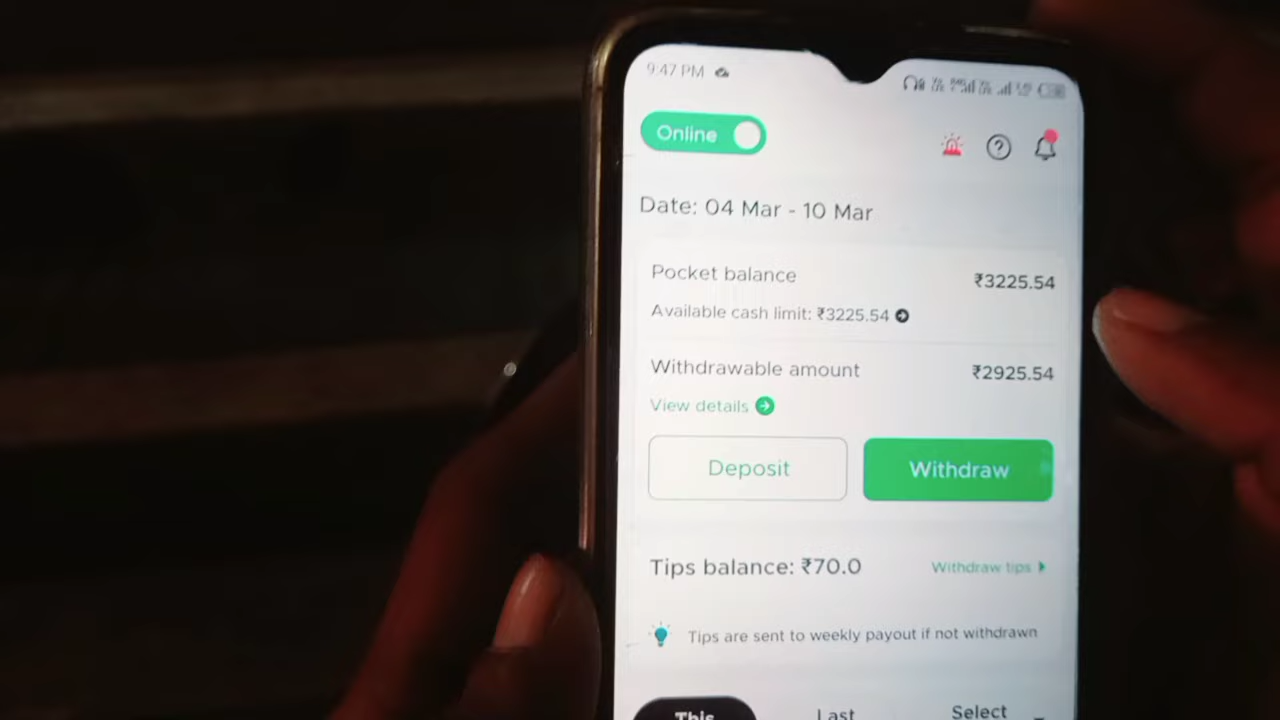 9:47 PM
Online
Date: 04 Mar - 10 Mar
Pocket balance ₹3225.54
Available cash limit: ₹3225.54
Withdrawable amount ₹2925.54
View details
Deposit Withdraw
Tips balance: ₹70.0 Withdraw tips
Tips are sent to weekly payout if not withdrawn
This Last Select